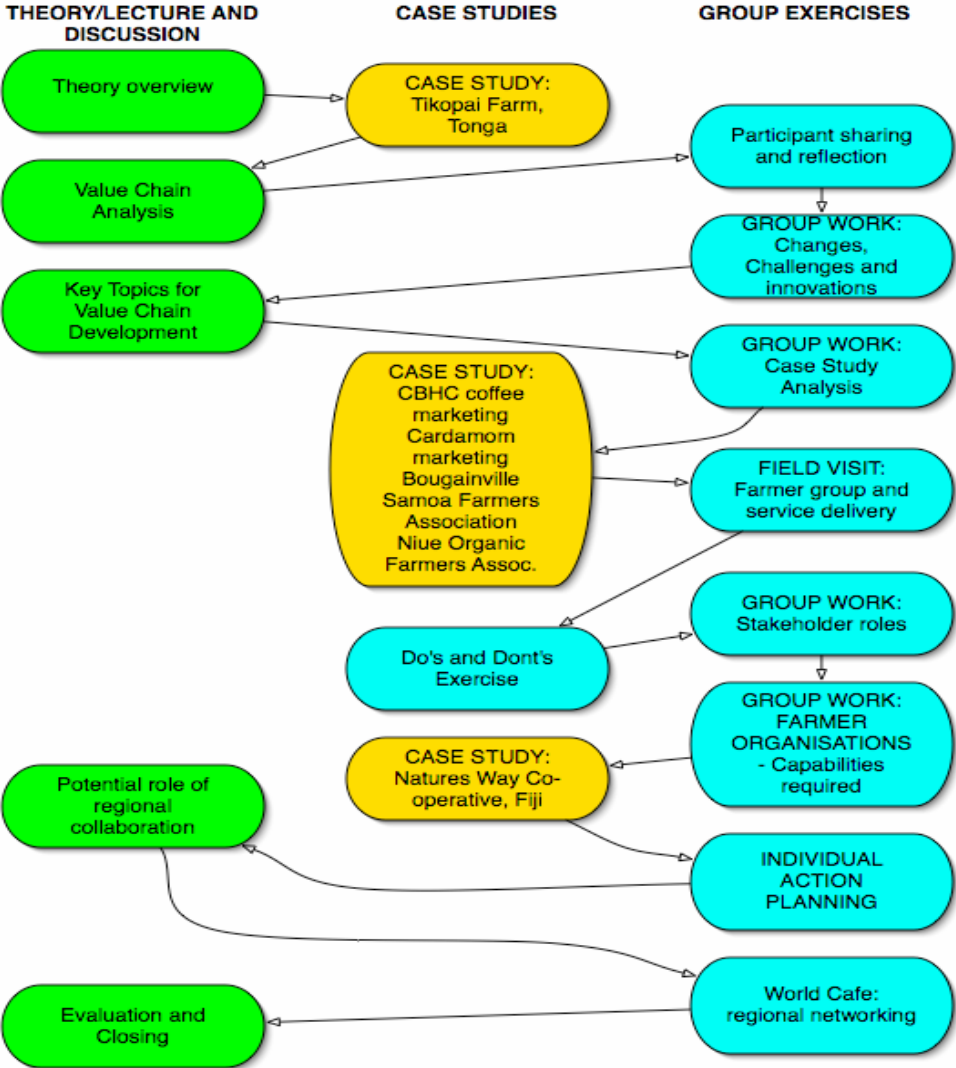 THEORY/LECTURE AND
DISCUSSION
CASE STUDIES
GROUP EXERCISES
Theory overview
CASE STUDY:
Tikopai Farm,
Tonga
Participant sharing
and reflection
Value Chain
Analysis
GROUP WORK:
Changes,
Challenges and
innovations
Key Topics for
Value Chain
Development
GROUP WORK:
Case Study
Analysis
CASE STUDY:
CBHC coffee
marketing
Cardamom
marketing
Bougainville
Samoa Farmers
Association
Niue Organic
Farmers Assoc.
FIELD VISIT:
Farmer group and
service delivery
GROUP WORK:
Stakeholder roles
Do's and Dont's
Exercise
GROUP WORK:
FARMER
ORGANISATIONS
- Capabilities
required
CASE STUDY:
Natures Way Co-
operative, Fiji
Potential role of
regional
collaboration
INDIVIDUAL
ACTION
PLANNING
World Cafe:
regional networking
Evaluation and
Closing